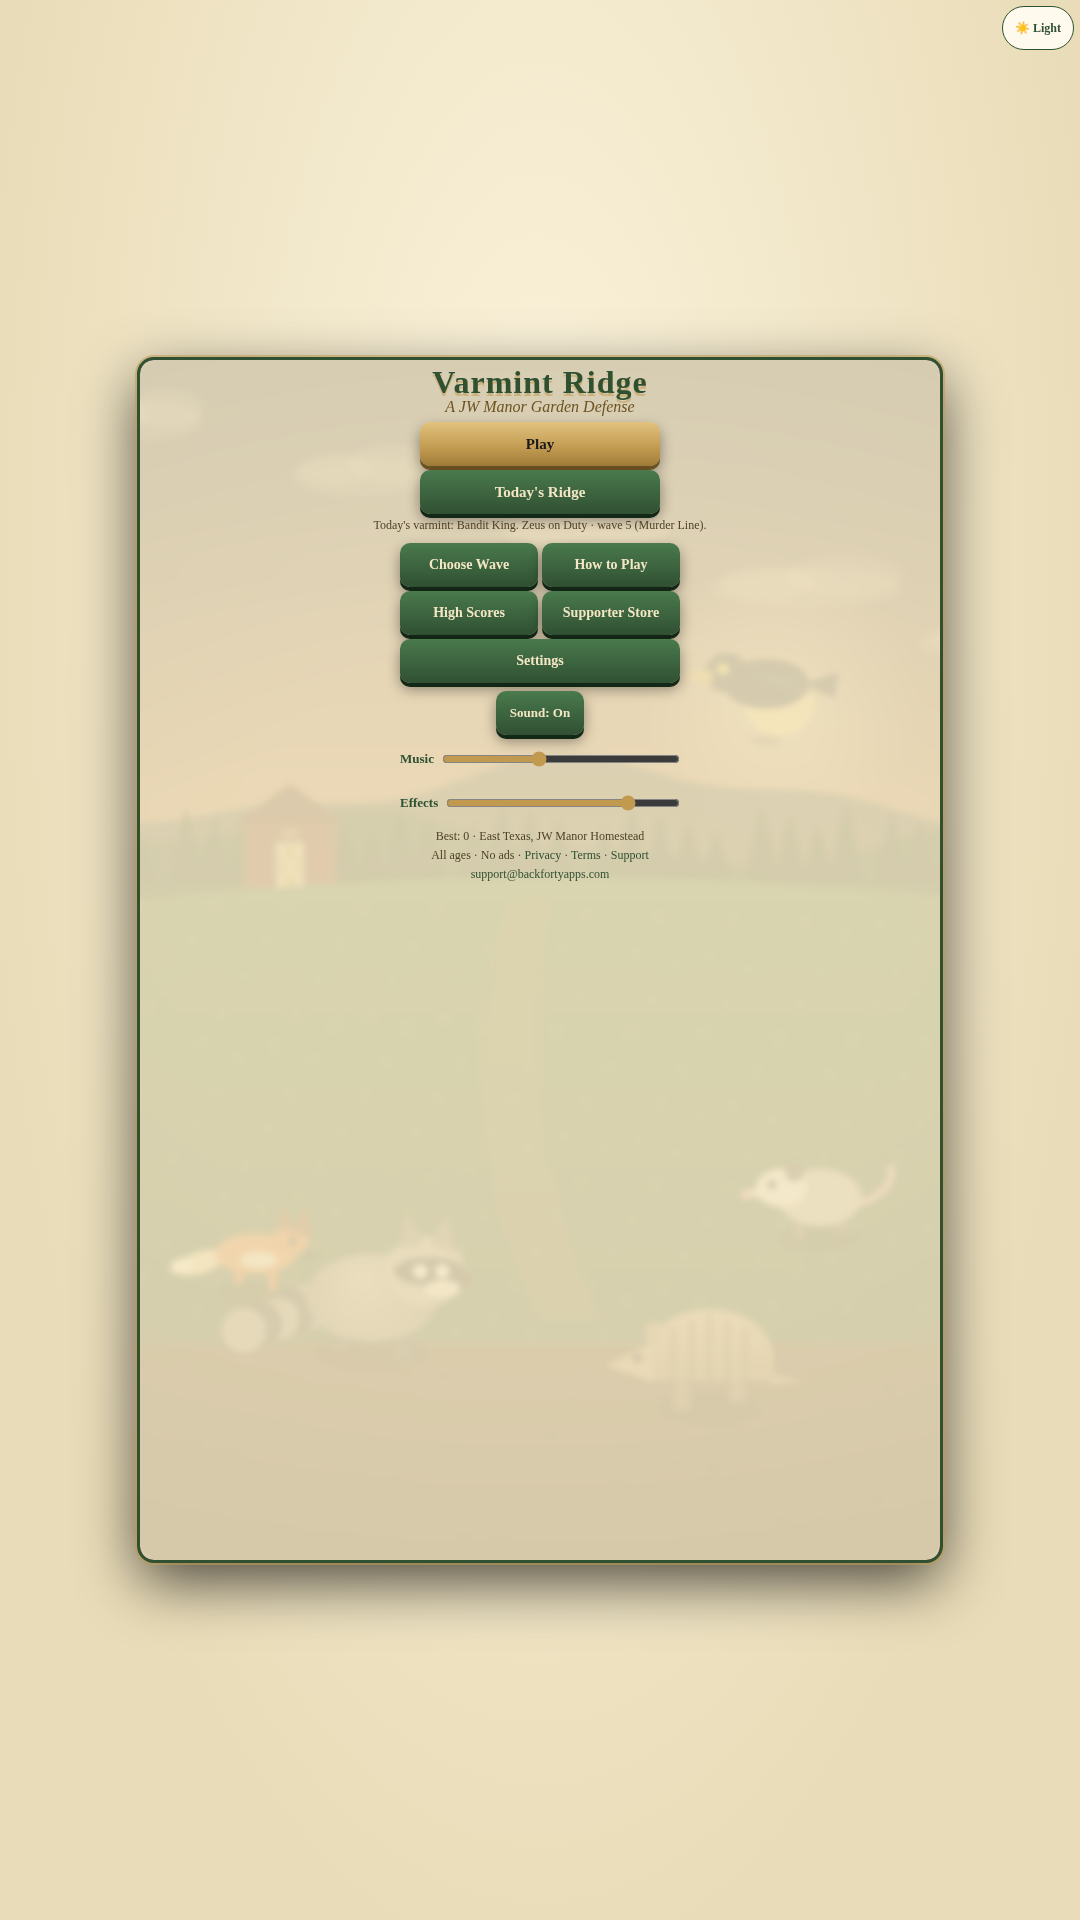 ☀️ Light
Varmint Ridge
A JW Manor Garden Defense
Play
Today's Ridge
Today's varmint: Bandit King. Zeus on Duty · wave 5 (Murder Line).
Choose Wave
How to Play
High Scores
Supporter Store
Settings
Sound: On
Music
Effects
Best: 0 · East Texas, JW Manor Homestead
All ages · No ads · Privacy · Terms · Support
support@backfortyapps.com